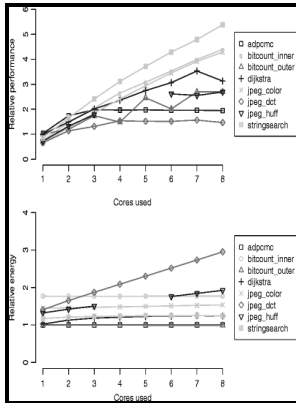 Relative performance
6
5
4
3
2
1
0
1 2 3 4 5 6 7 8
Cores used
adpcmc
bitcount_inner
bitcount_outer
dijkstra
jpeg_color
jpeg_dct
jpeg_huff
stringsearch
Relative energy
4
3
2
1
0
1 2 3 4 5 6 7 8
Cores used
adpcmc
bitcount_inner
bitcount_outer
dijkstra
jpeg_color
jpeg_dct
jpeg_huff
stringsearch